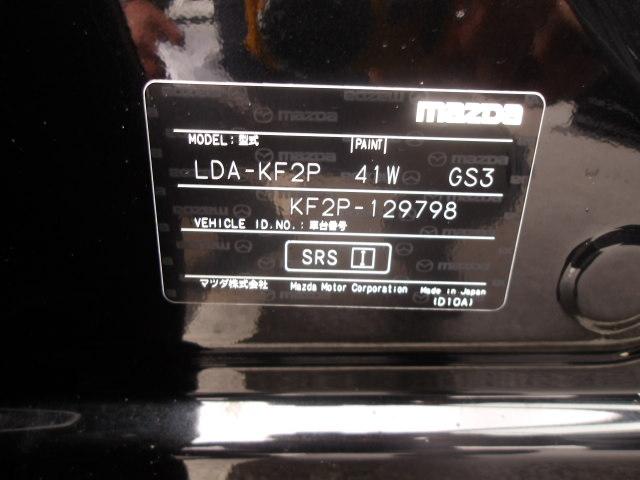 mazda
MODEL:型式 PAINT
LDA-KF2P 41W GS3
KF2P-129798
VEHICLE ID.NO.:車台番号
SRS I
マツダ株式会社 Mazda Motor Corporation Made in Japan
(D10A)